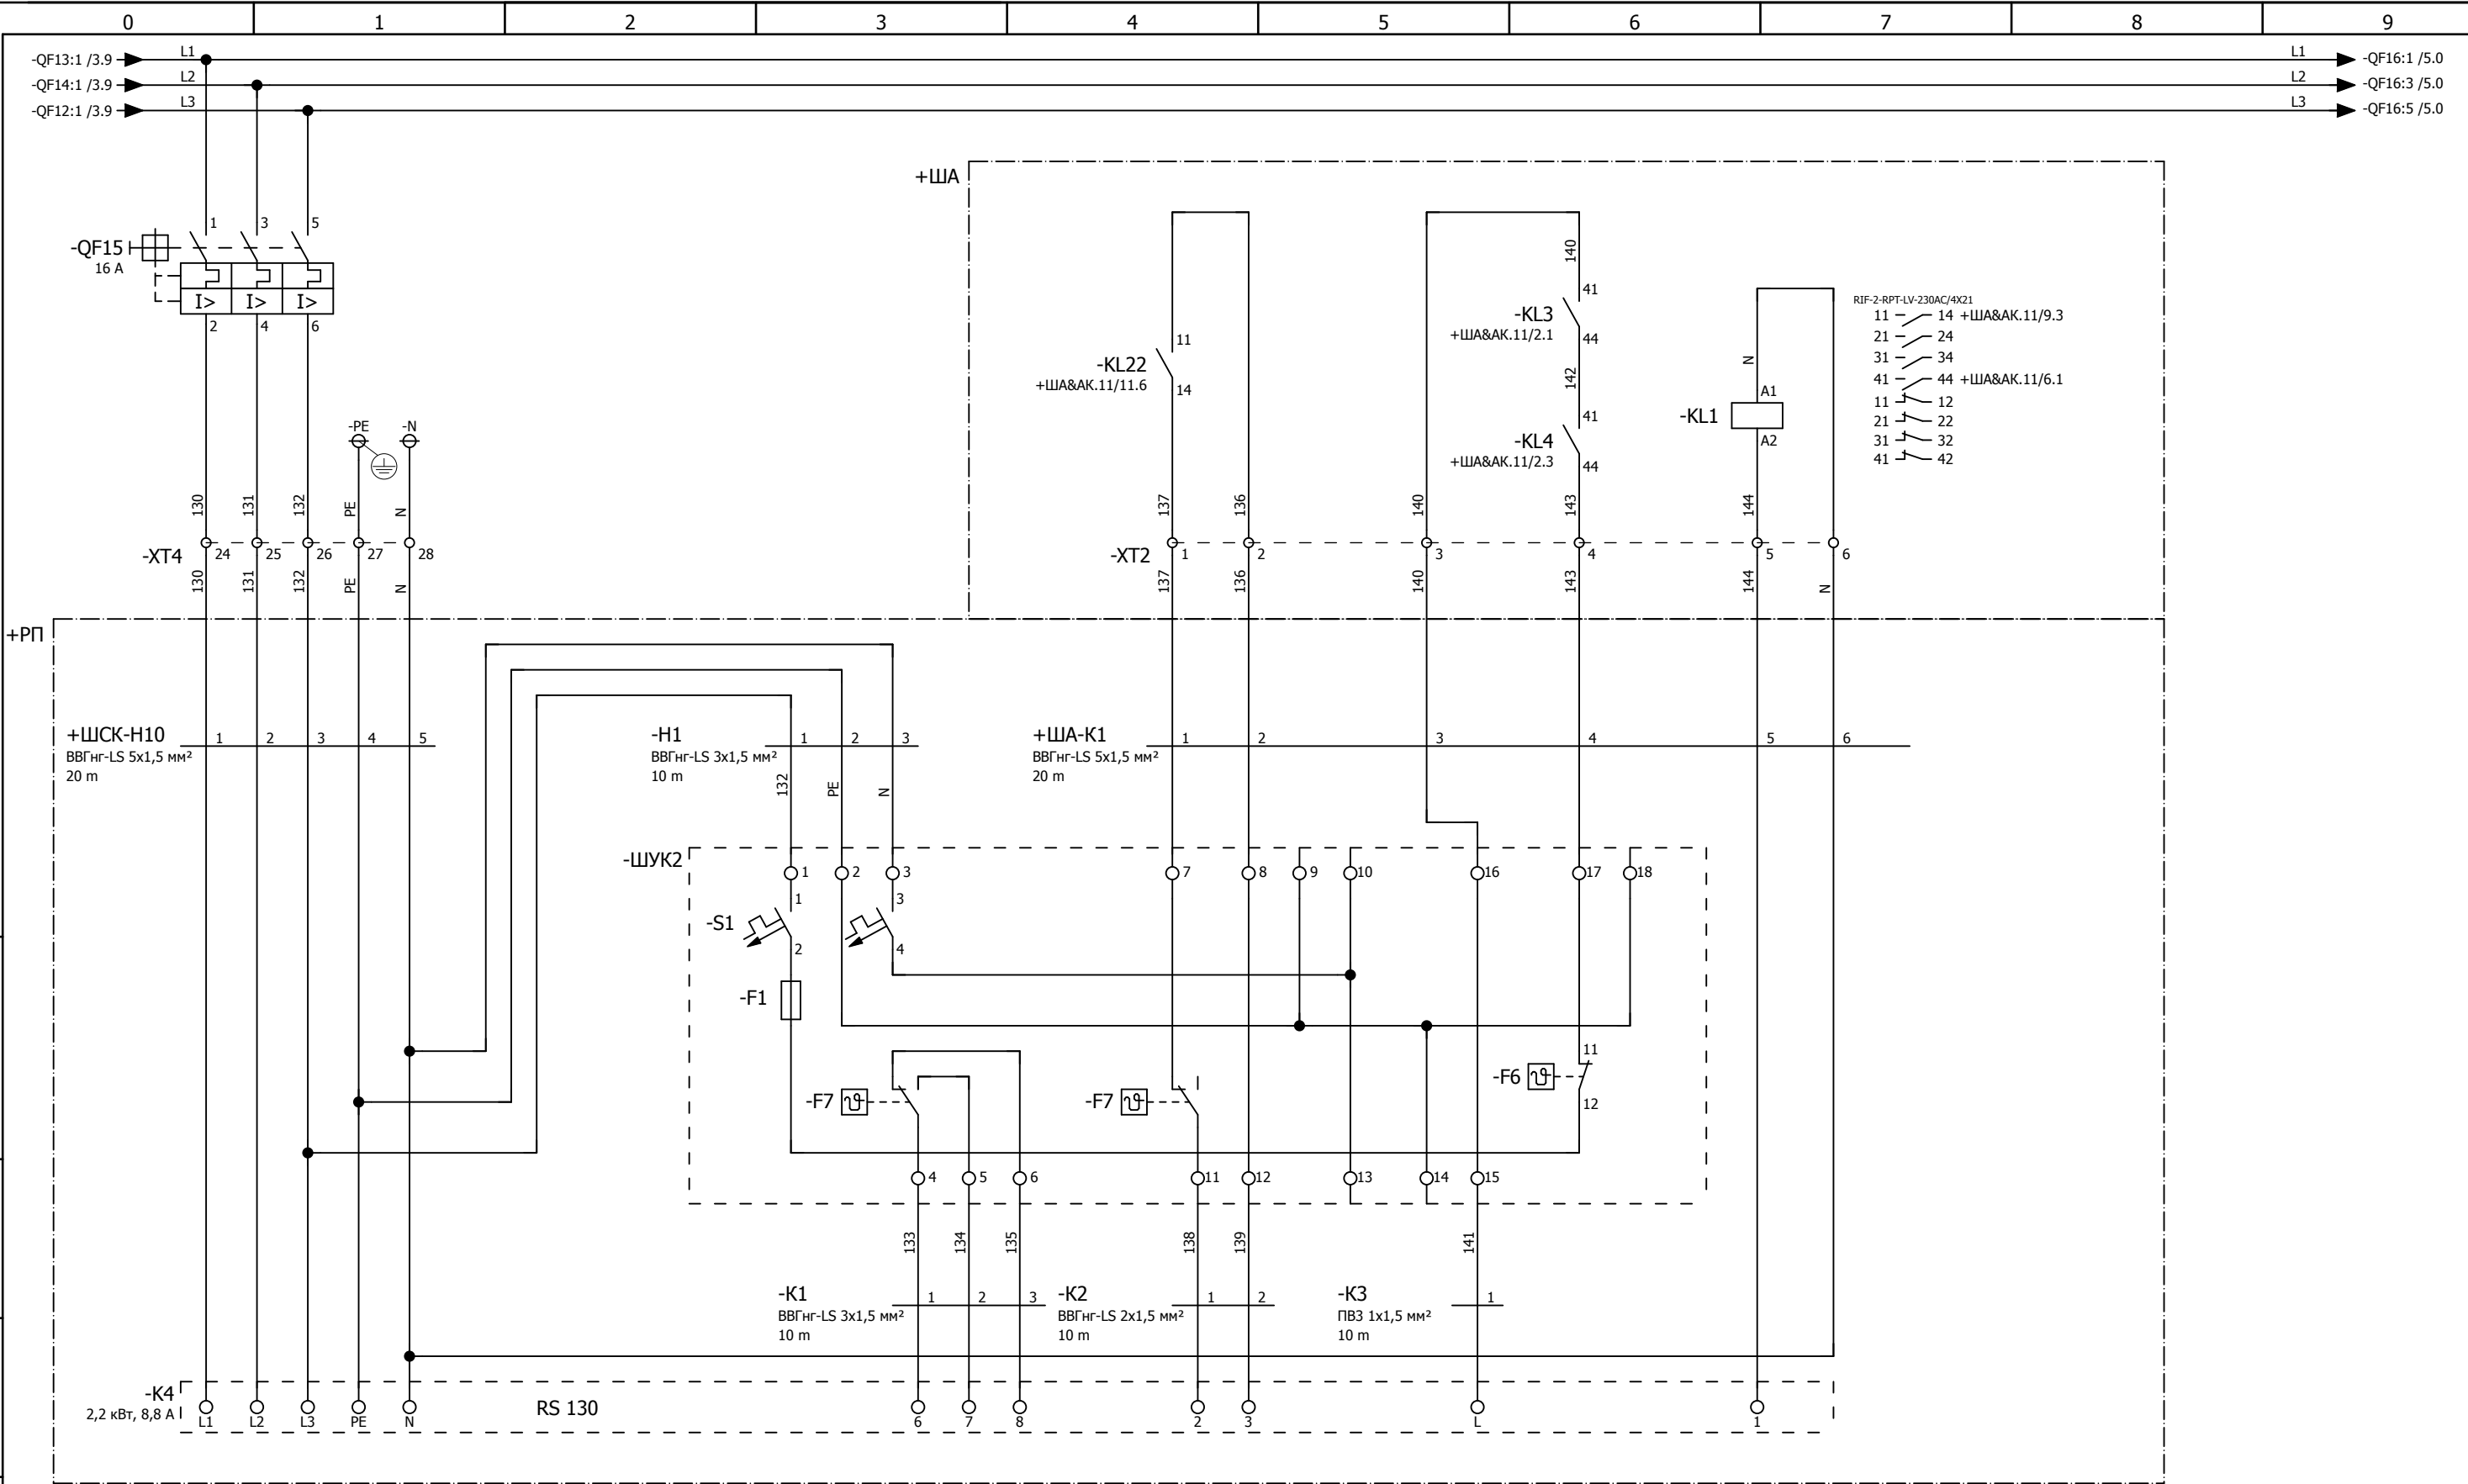 0 1 2 3 4 5 6 7 8 9
-QF13:1 /3.9 L1 L1 -QF16:1 /5.0
-QF14:1 /3.9 L2 L2 -QF16:3 /5.0
-QF12:1 /3.9 L3 L3 -QF16:5 /5.0
+ША
1 3 5
-QF15
16 A
I> I> I>
2 4 6
140
41
-KL3
+ША&АК.11/2.1
44
142
11
-KL22
+ША&АК.11/11.6
14
41
-KL4
+ША&АК.11/2.3
44
N
A1
-KL1
A2
RIF-2-RPT-LV-230AC/4X21
11 14 +ША&АК.11/9.3
21 24
31 34
41 44 +ША&АК.11/6.1
11 12
21 22
31 32
41 42
-PE -N
130 131 132 PE N 137 136 140 143 144
-XT4 24 25 26 27 28 -XT2 1 2 3 4 5 6
130 131 132 PE N 137 136 140 143 144 N
+РП
+ШСК-Н10 1 2 3 4 5
ВВГнг-LS 5x1,5 мм²
20 m
-Н1 1 2 3
ВВГнг-LS 3x1,5 мм²
10 m
132 PE N
+ША-К1 1 2 3 4 5 6
ВВГнг-LS 5x1,5 мм²
20 m
-ШУК2
1 2 3 7 8 9 10 16 17 18
1 3
-S1
2 4
-F1
11
-F6 ϑ
12
-F7 ϑ -F7 ϑ
4 5 6 11 12 13 14 15
133 134 135 138 139 141
-К1 1 2 3
ВВГнг-LS 3x1,5 мм²
10 m
-К2 1 2
ВВГнг-LS 2x1,5 мм²
10 m
-К3 1
ПВ3 1x1,5 мм²
10 m
-К4
2,2 кВт, 8,8 А
RS 130
L1 L2 L3 PE N 6 7 8 2 3 L 1